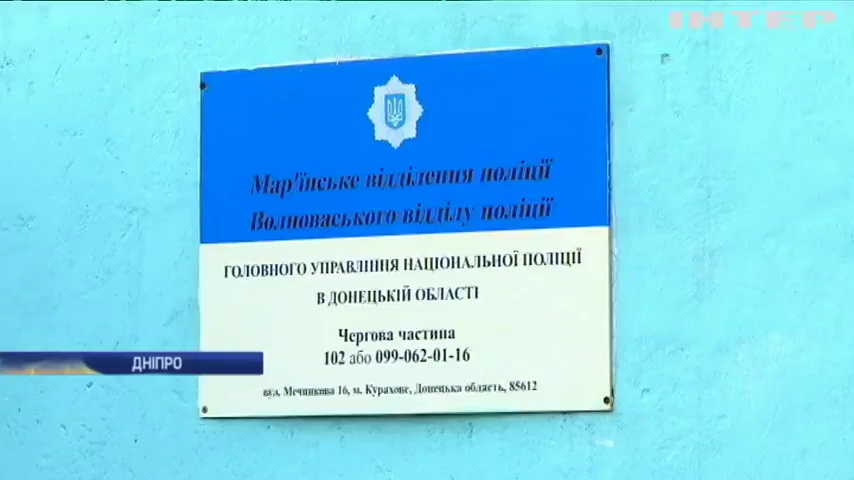 ІНТЕР
Мар'їнське відділення поліції
Волноваського відділу поліції
ГОЛОВНОГО УПРАВЛІННЯ НАЦІОНАЛЬНОЇ ПОЛІЦІЇ
В ДОНЕЦЬКІЙ ОБЛАСТІ
Чергова частина
102 або 099-062-01-16
ДНІПРО
вул. Мечникова 16, м. Курахове, Донецька область, 85612